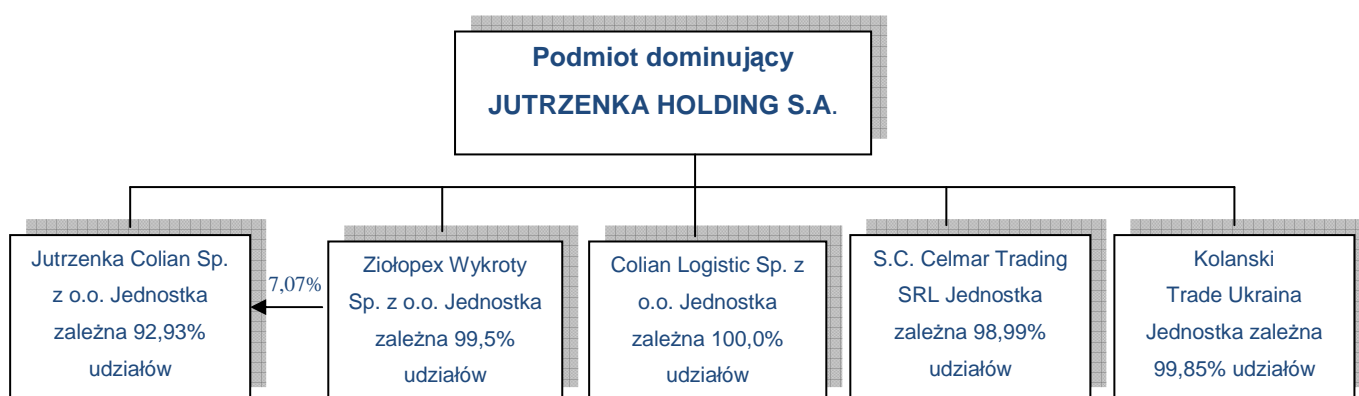 Podmiot dominujący
JUTRZENKA HOLDING S.A.
Jutrzenka Colian Sp.
z o.o. Jednostka
zależna 92,93%
udziałów
7,07%
Ziołopex Wykroty
Sp. z o.o. Jednostka
zależna 99,5%
udziałów
Colian Logistic Sp. z
o.o. Jednostka
zależna 100,0%
udziałów
S.C. Celmar Trading
SRL Jednostka
zależna 98,99%
udziałów
Kolanski
Trade Ukraina
Jednostka zależna
99,85% udziałów